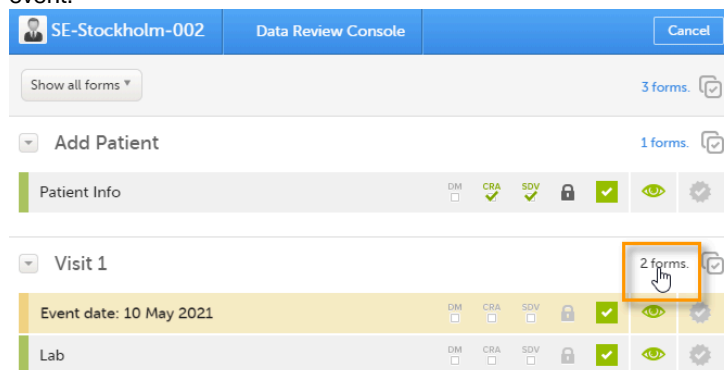 event.
SE-Stockholm-002 Data Review Console Cancel
Show all forms 3 forms.
Add Patient 1 forms.
Patient Info DM CRA SDV
Visit 1 2 forms.
Event date: 10 May 2021 DM CRA SDV
Lab DM CRA SDV